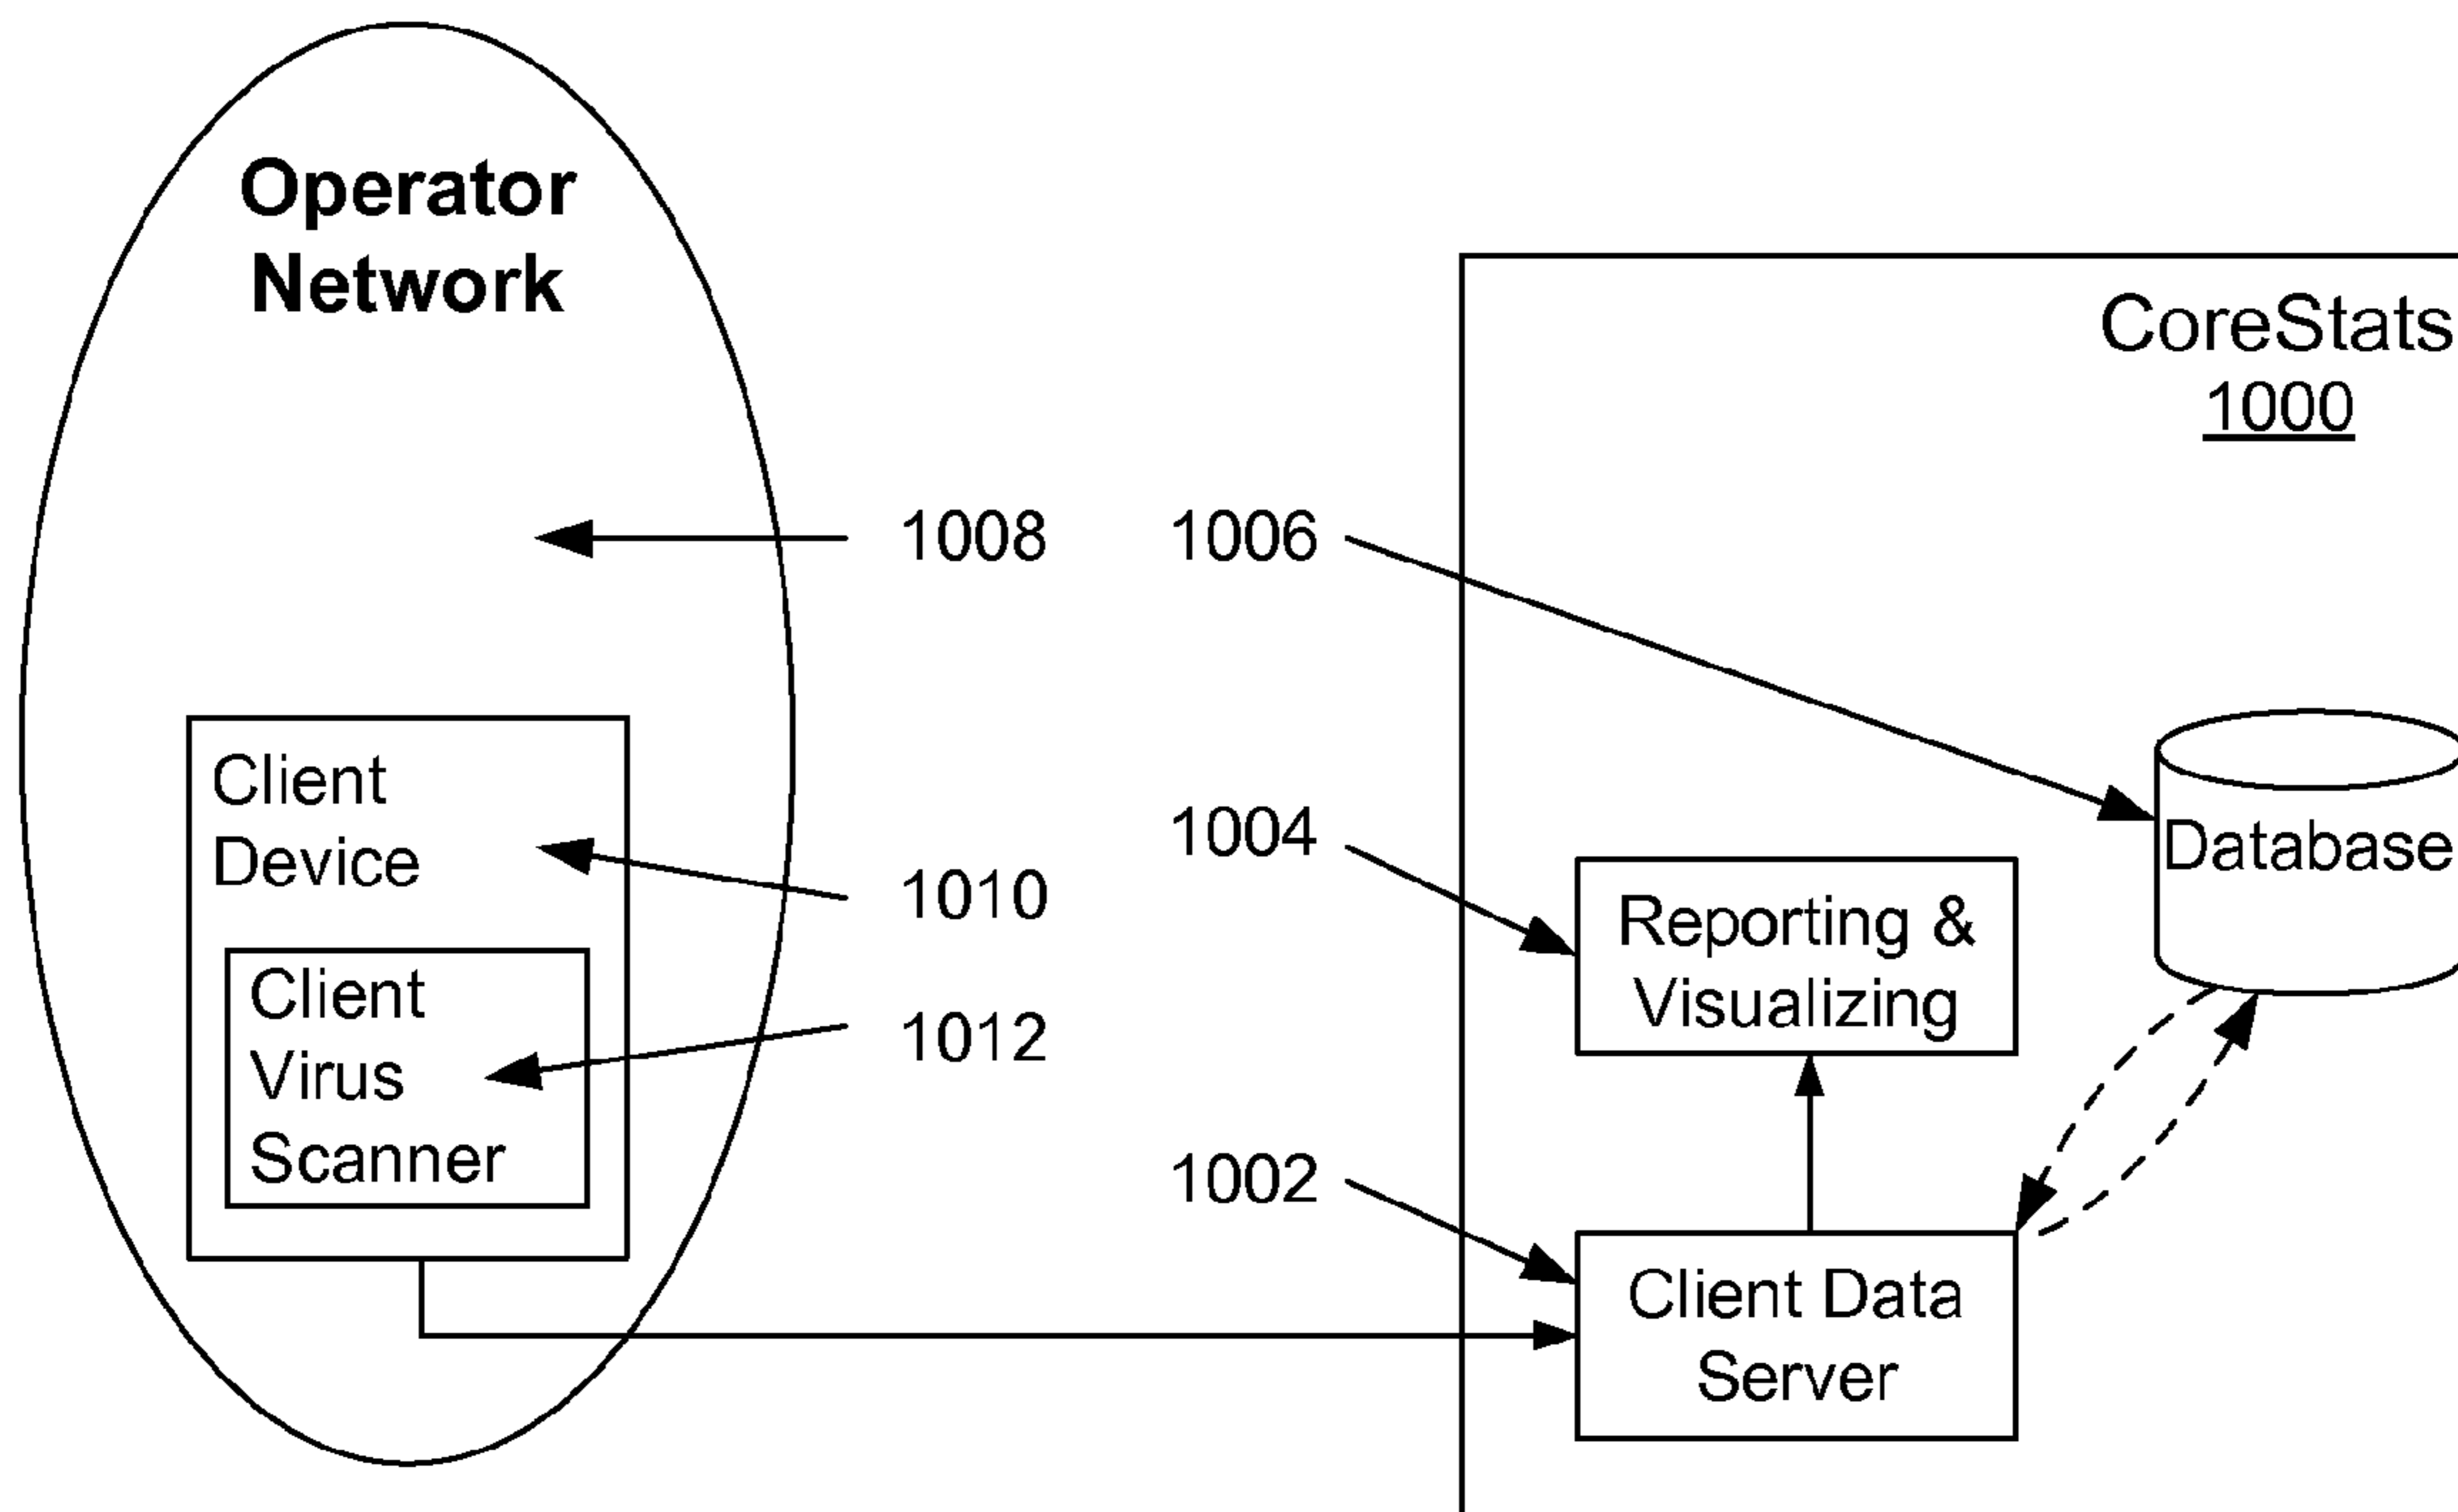 Operator
Network
CoreStats
1000
1008
1006
Client
Device
1004
Database
1010
Reporting &
Visualizing
Client
Virus
Scanner
1012
1002
Client Data
Server